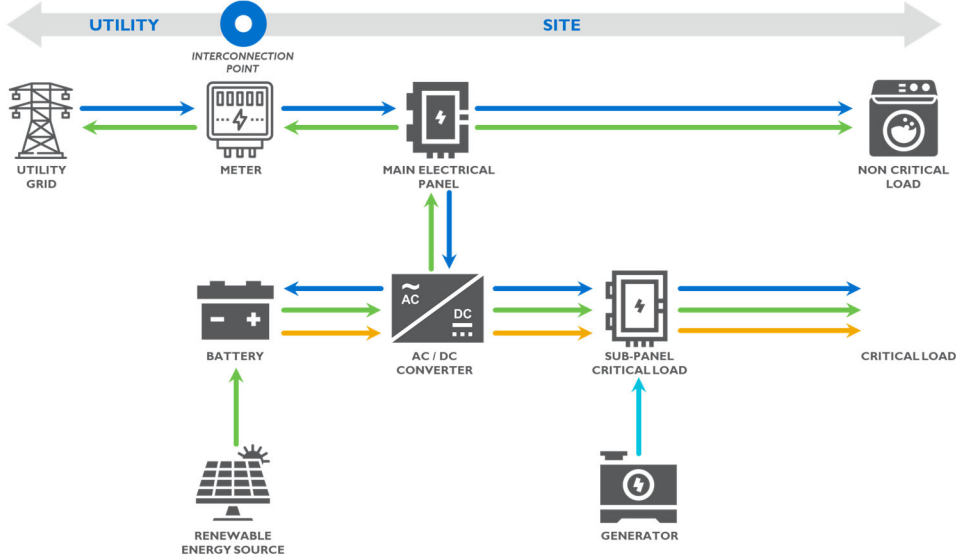 UTILITY
SITE
INTERCONNECTION
POINT
UTILITY
GRID
METER
MAIN ELECTRICAL
PANEL
NON CRITICAL
LOAD
BATTERY
AC
DC
AC / DC
CONVERTER
SUB-PANEL
CRITICAL LOAD
CRITICAL LOAD
RENEWABLE
ENERGY SOURCE
GENERATOR